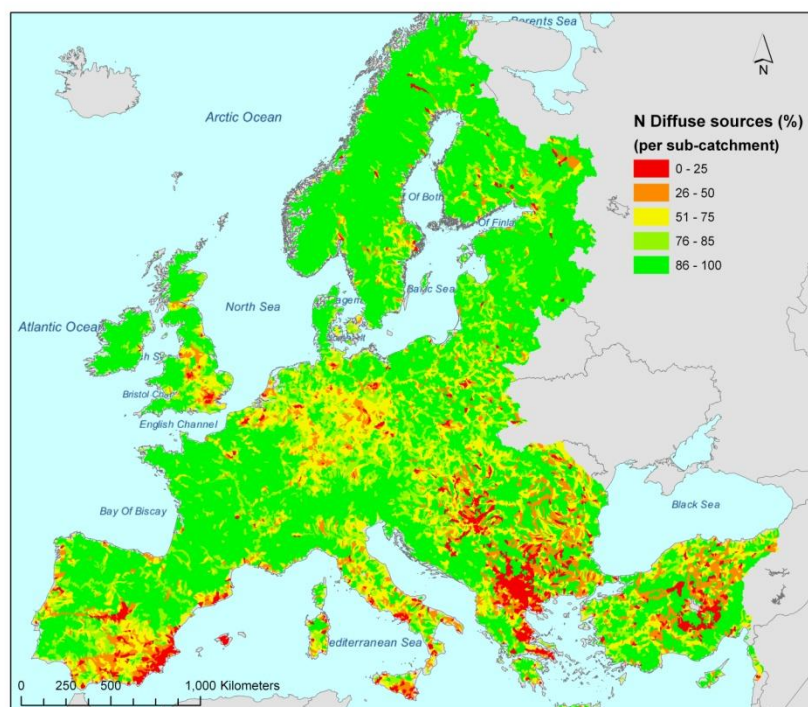 Barents Sea
N
Arctic Ocean
N Diffuse sources (%)
(per sub-catchment)
0 - 25
26 - 50
51 - 75
76 - 85
86 - 100
Of Both
Of Finla
North Sea
Baltic Sea
Atlantic Ocea
Bristol Cha
English Channel
Bay Of Biscay
Black Sea
editerranean Sea
0 250 500 1,000 Kilometers